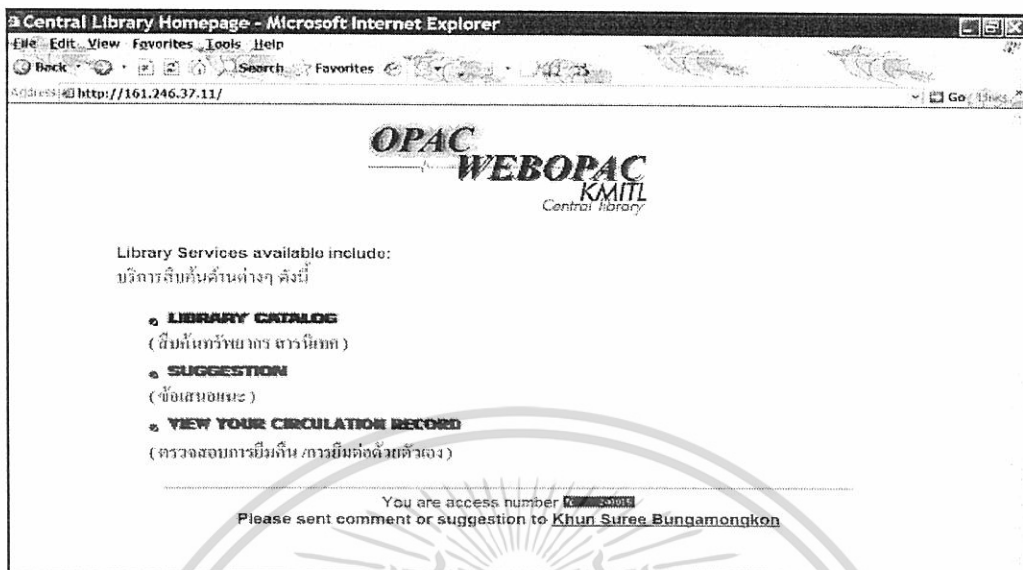 Central Library Homepage - Microsoft Internet Explorer
File Edit View Favorites Tools Help
Back Search Favorites
Address http://161.246.37.11/ Go Links
OPAC
WEBOPAC
KMITL
Central library
Library Services available include:
บริการสืบค้นด้านต่างๆ ดังนี้
LIBRARY CATALOG
(สืบค้นทรัพยากร สารนิเทศ)
SUGGESTION
(ข้อเสนอแนะ)
VIEW YOUR CIRCULATION RECORD
(ตรวจสอบการยืมคืน /การยืมต่อด้วยตัวเอง)
You are access number
Please sent comment or suggestion to Khun Suree Bungamongkon